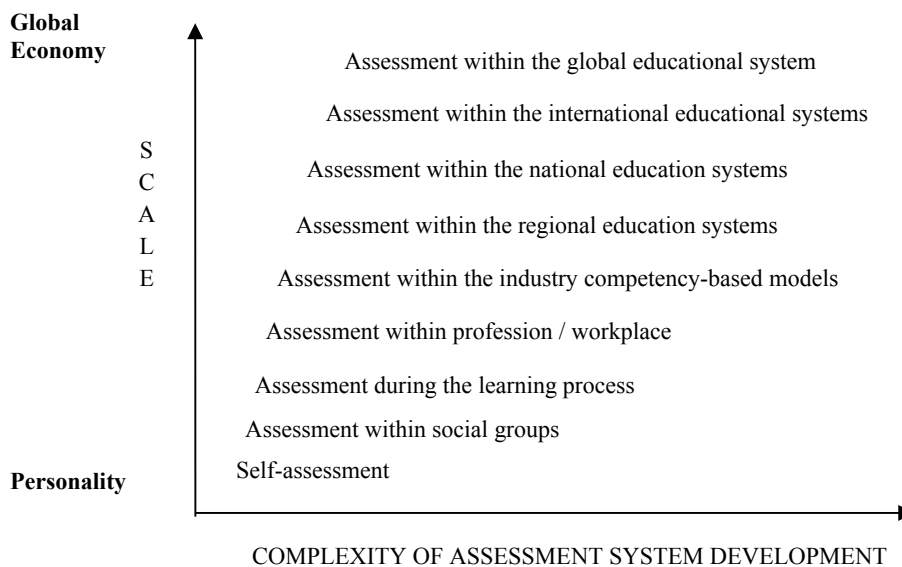 Global
Economy
Assessment within the global educational system
Assessment within the international educational systems
S
C
A
L
E
Assessment within the national education systems
Assessment within the regional education systems
Assessment within the industry competency-based models
Assessment within profession / workplace
Assessment during the learning process
Assessment within social groups
Self-assessment
Personality
COMPLEXITY OF ASSESSMENT SYSTEM DEVELOPMENT